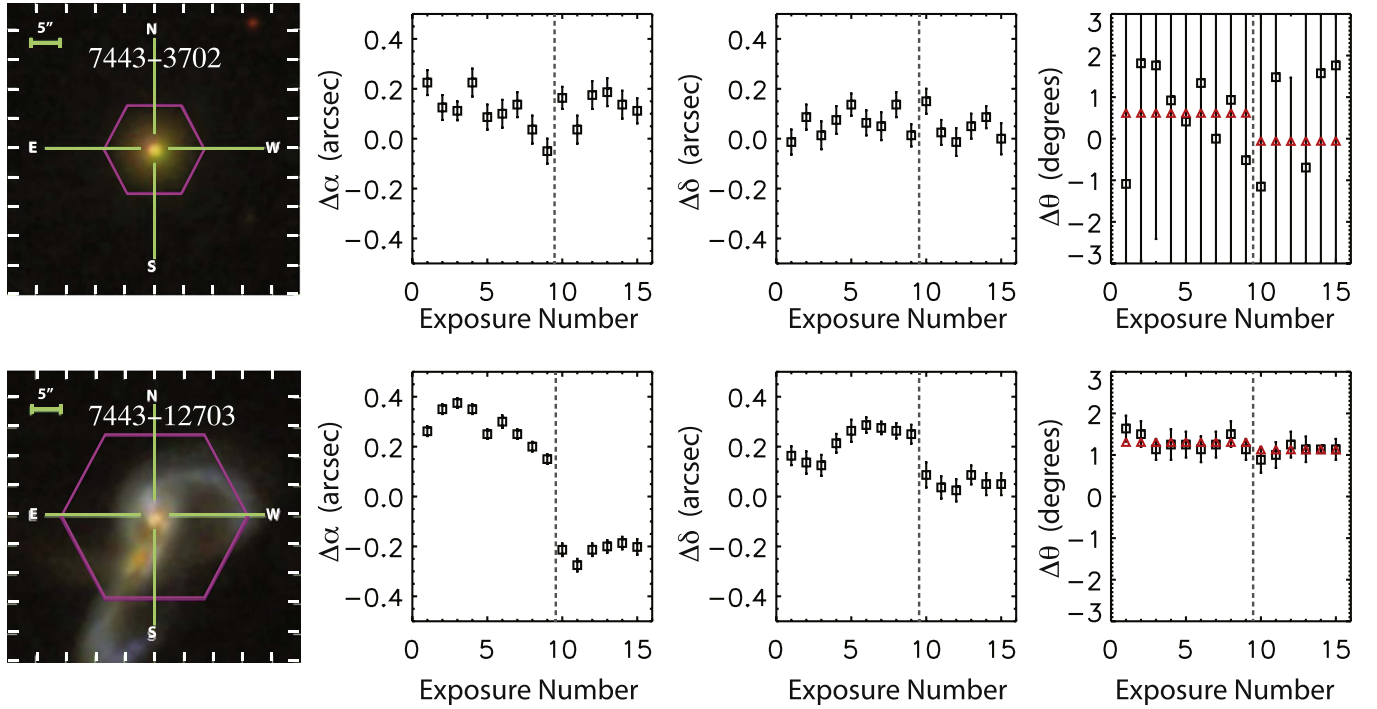 5″
N
7443–3702
E
W
S
Δα (arcsec)
0.4
0.2
0.0
−0.2
−0.4
0 5 10 15
Exposure Number
Δδ (arcsec)
0.4
0.2
0.0
−0.2
−0.4
0 5 10 15
Exposure Number
Δθ (degrees)
3
2
1
0
−1
−2
−3
0 5 10 15
Exposure Number
5″
N
7443–12703
E
W
S
Δα (arcsec)
0.4
0.2
0.0
−0.2
−0.4
0 5 10 15
Exposure Number
Δδ (arcsec)
0.4
0.2
0.0
−0.2
−0.4
0 5 10 15
Exposure Number
Δθ (degrees)
3
2
1
0
−1
−2
−3
0 5 10 15
Exposure Number